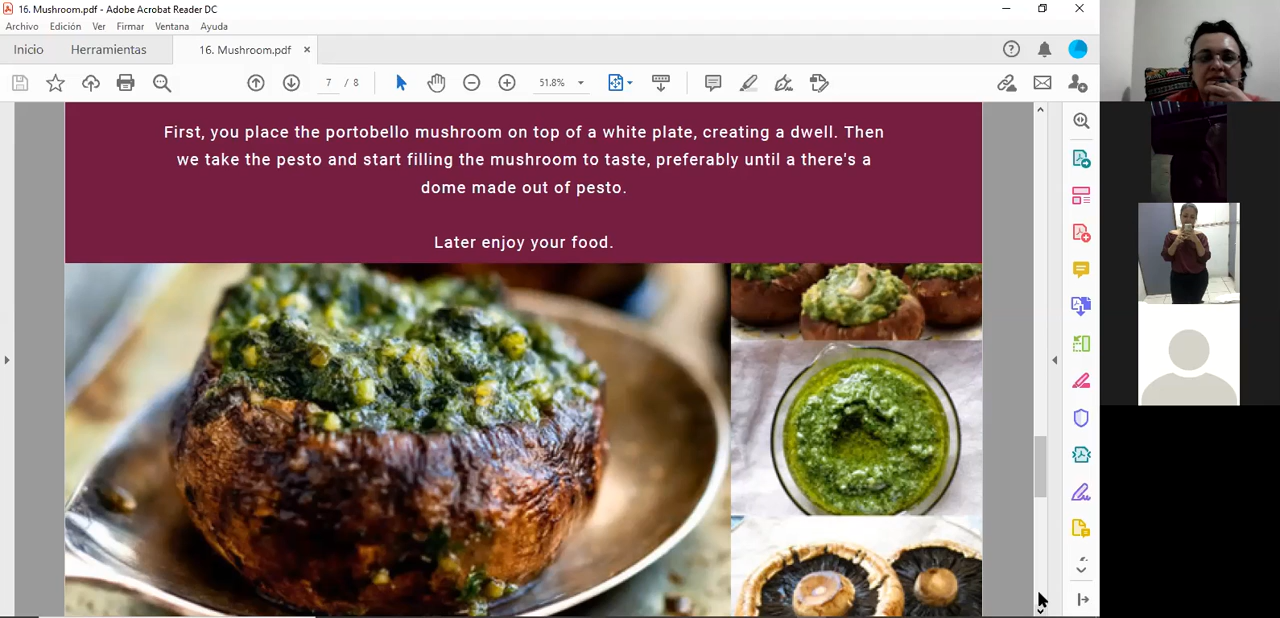 16. Mushroom.pdf - Adobe Acrobat Reader DC
Archivo Edición Ver Firmar Ventana Ayuda
Inicio Herramientas 16. Mushroom.pdf
7 / 8 51.8%
First, you place the portobello mushroom on top of a white plate, creating a dwell. Then
we take the pesto and start filling the mushroom to taste, preferably until a there's a
dome made out of pesto.
Later enjoy your food.